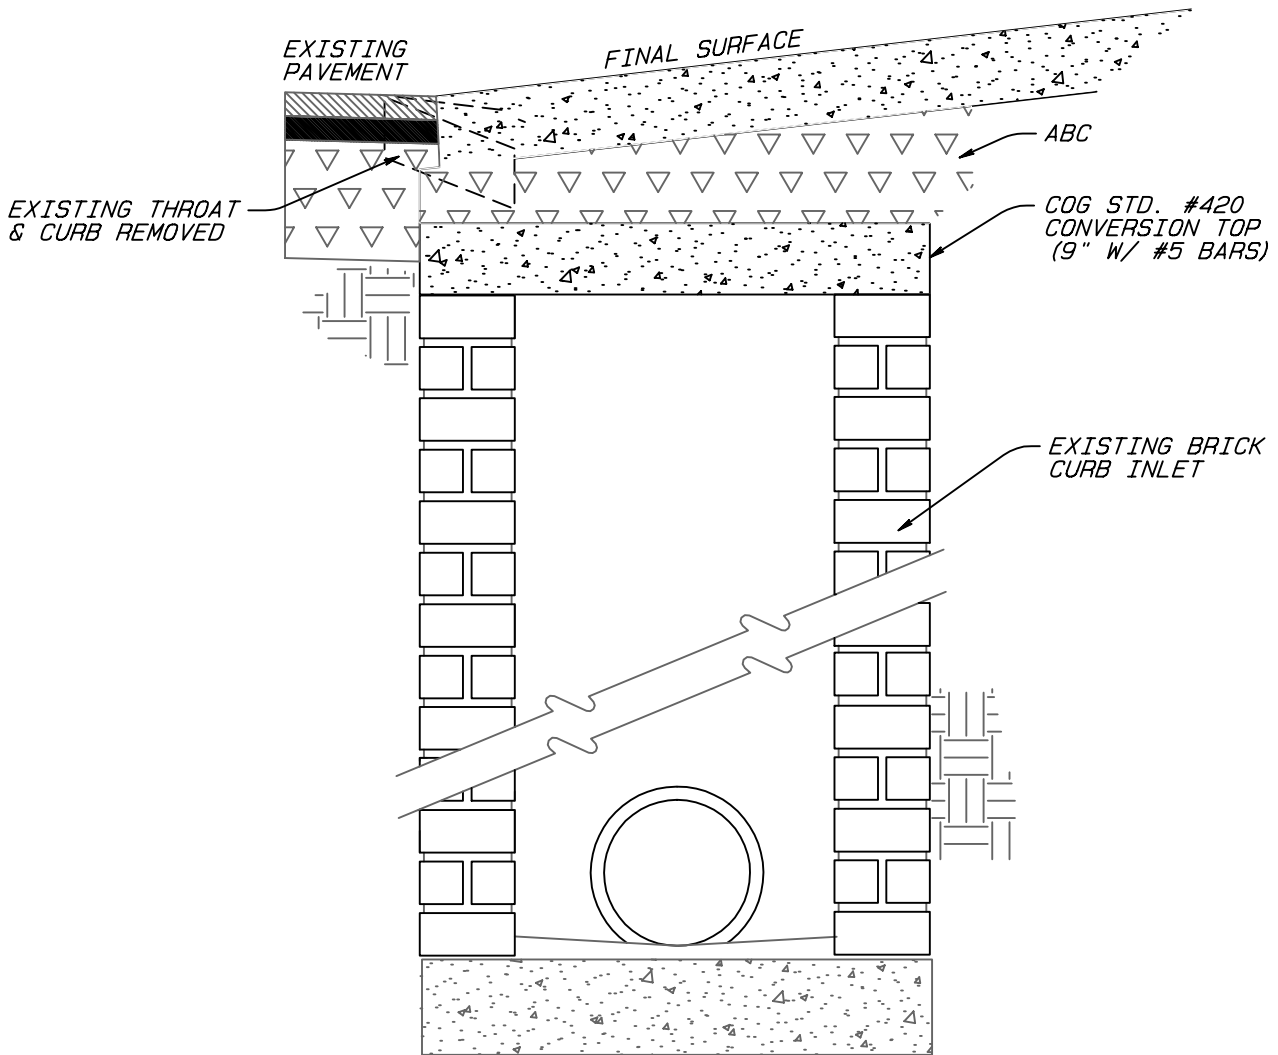 EXISTING
PAVEMENT
FINAL SURFACE
ABC
EXISTING THROAT
& CURB REMOVED
COG STD. #420
CONVERSION TOP
(9" W/ #5 BARS)
EXISTING BRICK
CURB INLET